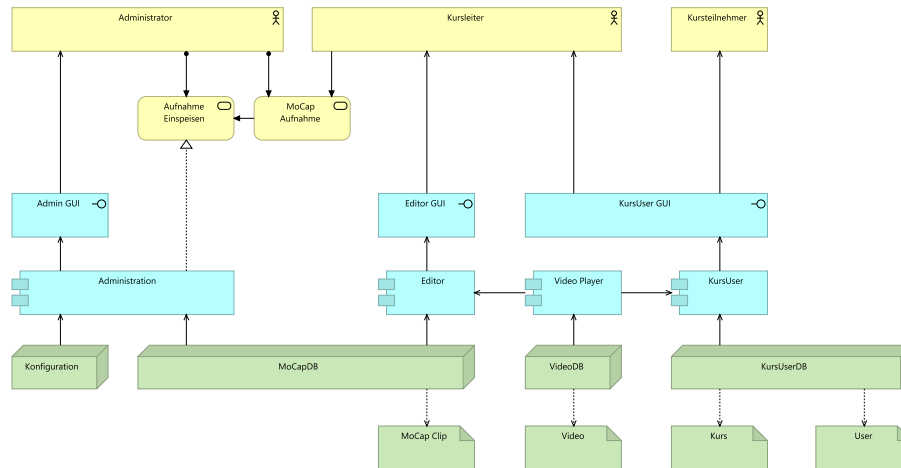 Administrator
Kursleiter
Kursteilnehmer
Aufnahme
Einspeisen
MoCap
Aufnahme
Admin GUI
Editor GUI
KursUser GUI
Administration
Editor
Video Player
KursUser
Konfiguration
MoCapDB
VideoDB
KursUserDB
MoCap Clip
Video
Kurs
User